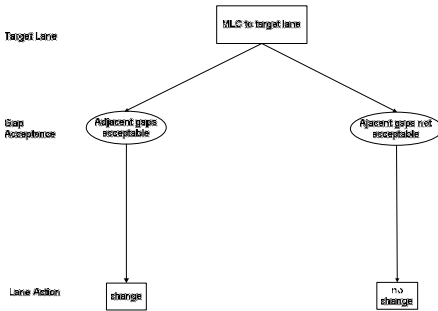 MLC to target lane
Target Lane
Gap
Acceptence
Adjacent gaps
acceptable
Ajacent gaps not
acceptable
Lane Action
change
no
change